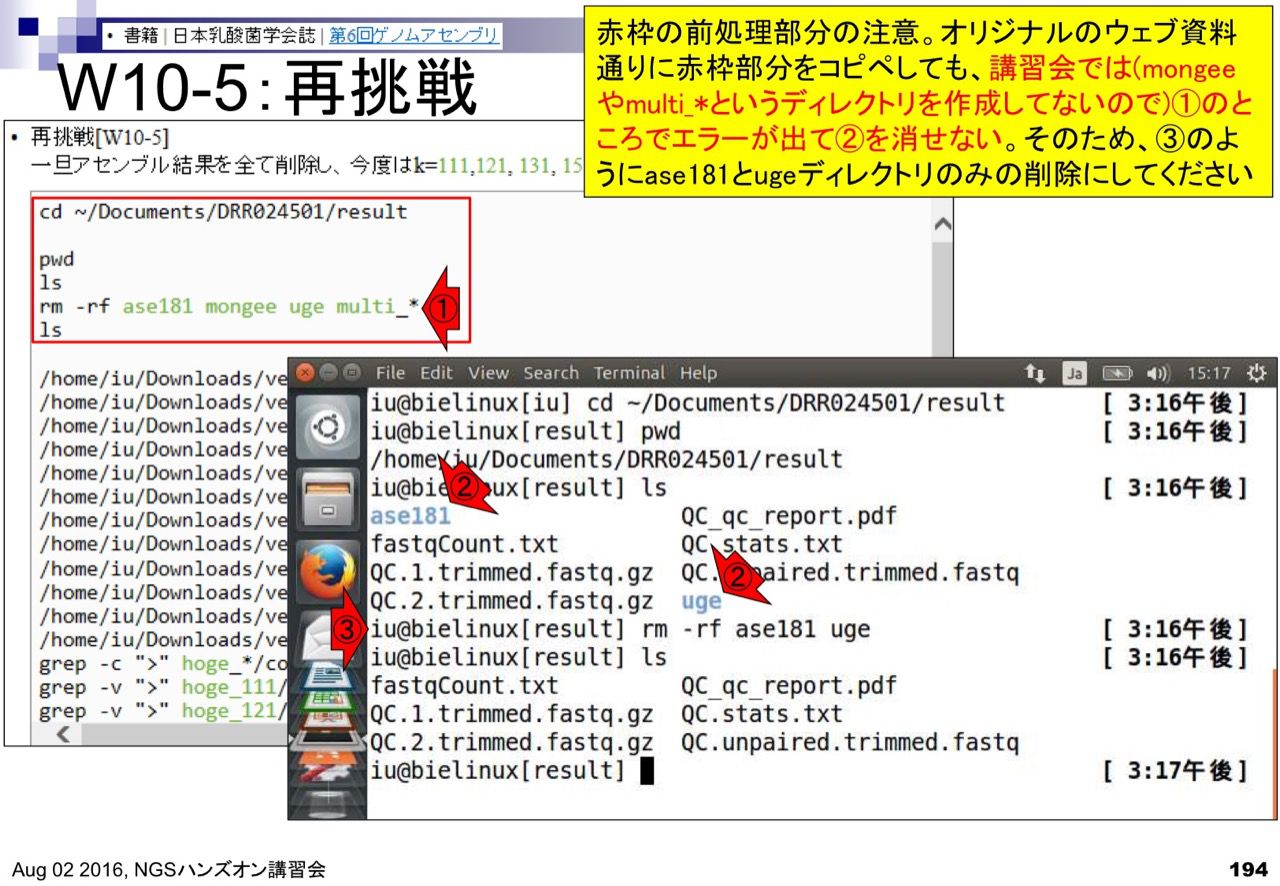 • 書籍 | 日本乳酸菌学会誌 | 第6回ゲノムアセンブリ
W10-5：再挑戦
赤枠の前処理部分の注意。オリジナルのウェブ資料
通りに赤枠部分をコピペしても、講習会では(mongee
やmulti_*というディレクトリを作成してないので)①のと
ころでエラーが出て②を消せない。そのため、③のよ
うにase181とugeディレクトリのみの削除にしてください
• 再挑戦[W10-5]
一旦アセンブル結果を全て削除し、今度はk=111,121, 131, 15
cd ~/Documents/DRR024501/result
pwd
ls
rm -rf ase181 mongee uge multi_*
①
ls
/home/iu/Downloads/ve
/home/iu/Downloads/ve
/home/iu/Downloads/ve
/home/iu/Downloads/ve
/home/iu/Downloads/ve
/home/iu/Downloads/ve
/home/iu/Downloads/ve
/home/iu/Downloads/ve
/home/iu/Downloads/ve
/home/iu/Downloads/ve
/home/iu/Downloads/ve
/home/iu/Downloads/ve
grep -c ">" hoge_*/co
grep -v ">" hoge_111/
grep -v ">" hoge_121/
File Edit View Search Terminal Help Ja 15:17
iu@bielinux[iu] cd ~/Documents/DRR024501/result [ 3:16午後]
iu@bielinux[result] pwd [ 3:16午後]
/home/iu/Documents/DRR024501/result
iu@bielinux[result] ls [ 3:16午後]
②
ase181 QC_qc_report.pdf
fastqCount.txt QC.stats.txt
QC.1.trimmed.fastq.gz QC.unpaired.trimmed.fastq
②
QC.2.trimmed.fastq.gz uge
③
iu@bielinux[result] rm -rf ase181 uge [ 3:16午後]
iu@bielinux[result] ls [ 3:16午後]
fastqCount.txt QC_qc_report.pdf
QC.1.trimmed.fastq.gz QC.stats.txt
QC.2.trimmed.fastq.gz QC.unpaired.trimmed.fastq
iu@bielinux[result] [ 3:17午後]
Aug 02 2016, NGSハンズオン講習会
194